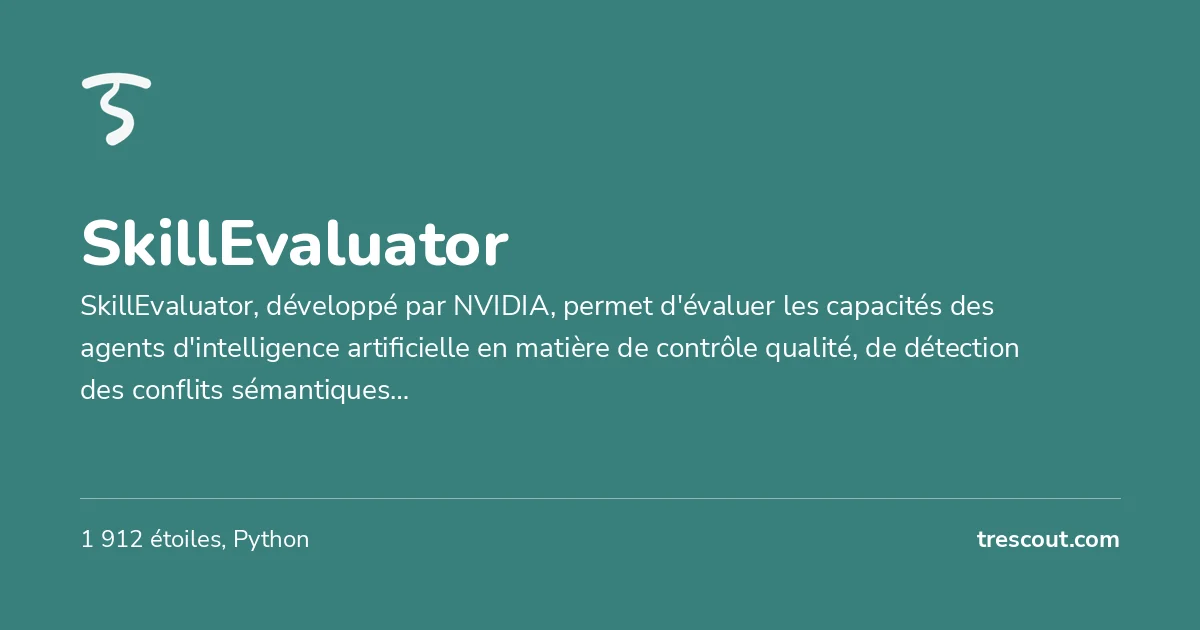 SkillEvaluator
SkillEvaluator, développé par NVIDIA, permet d'évaluer les capacités des
agents d'intelligence artificielle en matière de contrôle qualité, de détection
des conflits sémantiques...
1 912 étoiles, Python
trescout.com